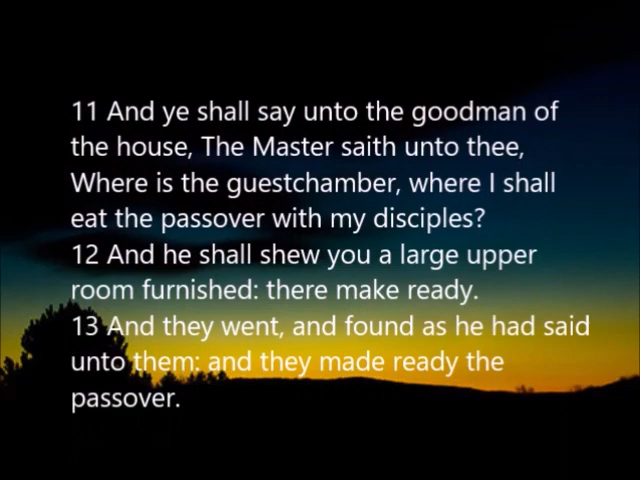 11 And ye shall say unto the goodman of
the house, The Master saith unto thee,
Where is the guestchamber, where I shall
eat the passover with my disciples?
12 And he shall shew you a large upper
room furnished: there make ready.
13 And they went, and found as he had said
unto them: and they made ready the
passover.